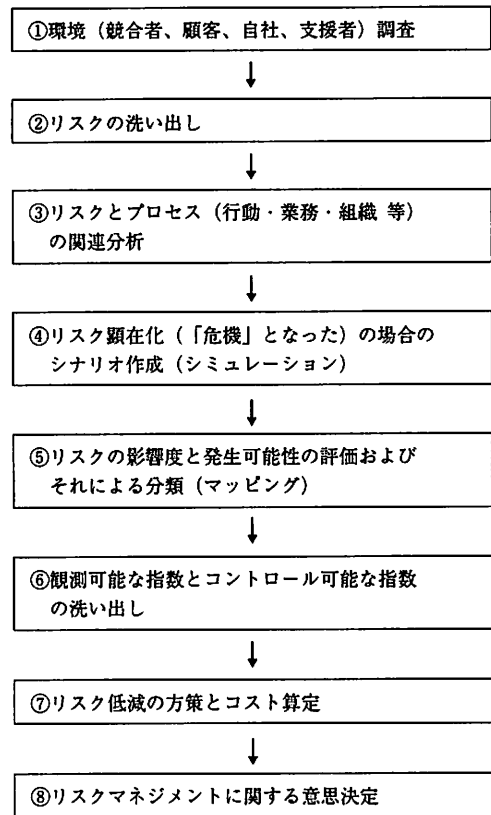 ①環境（競合者、顧客、自社、支援者）調査
②リスクの洗い出し
③リスクとプロセス（行動・業務・組織 等）
の関連分析
④リスク顕在化（「危機」となった）の場合の
シナリオ作成（シミュレーション）
⑤リスクの影響度と発生可能性の評価および
それによる分類（マッピング）
⑥観測可能な指数とコントロール可能な指数
の洗い出し
⑦リスク低減の方策とコスト算定
⑧リスクマネジメントに関する意思決定